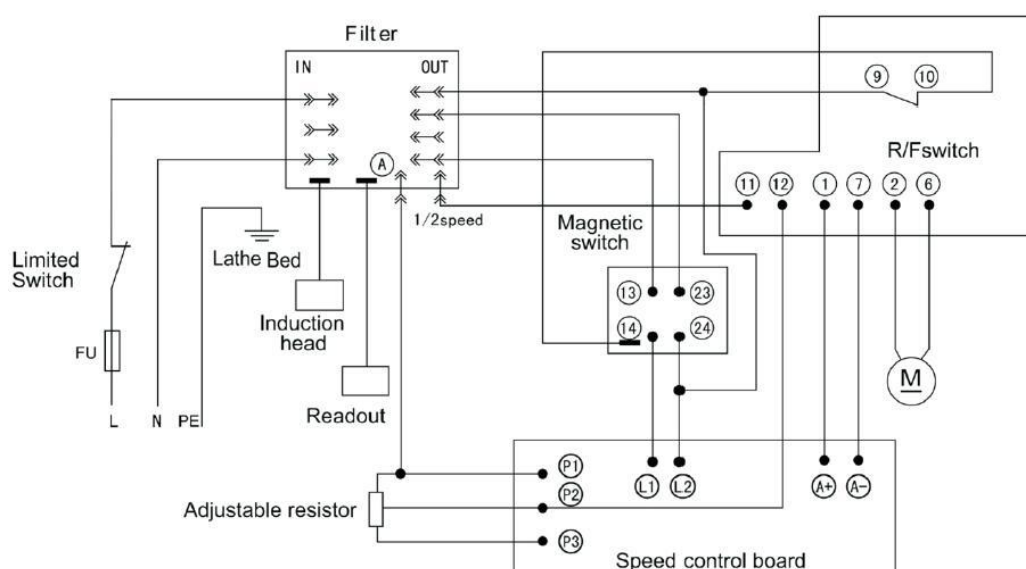 Filter
IN
OUT
A
1/2speed
9
10
R/Fswitch
11
12
1
7
2
6
Magnetic
switch
13
23
14
24
Limited
Switch
FU
L
N
PE
Lathe Bed
Induction
head
Readout
M
P1
P2
P3
L1
L2
A+
A-
Adjustable resistor
Speed control board